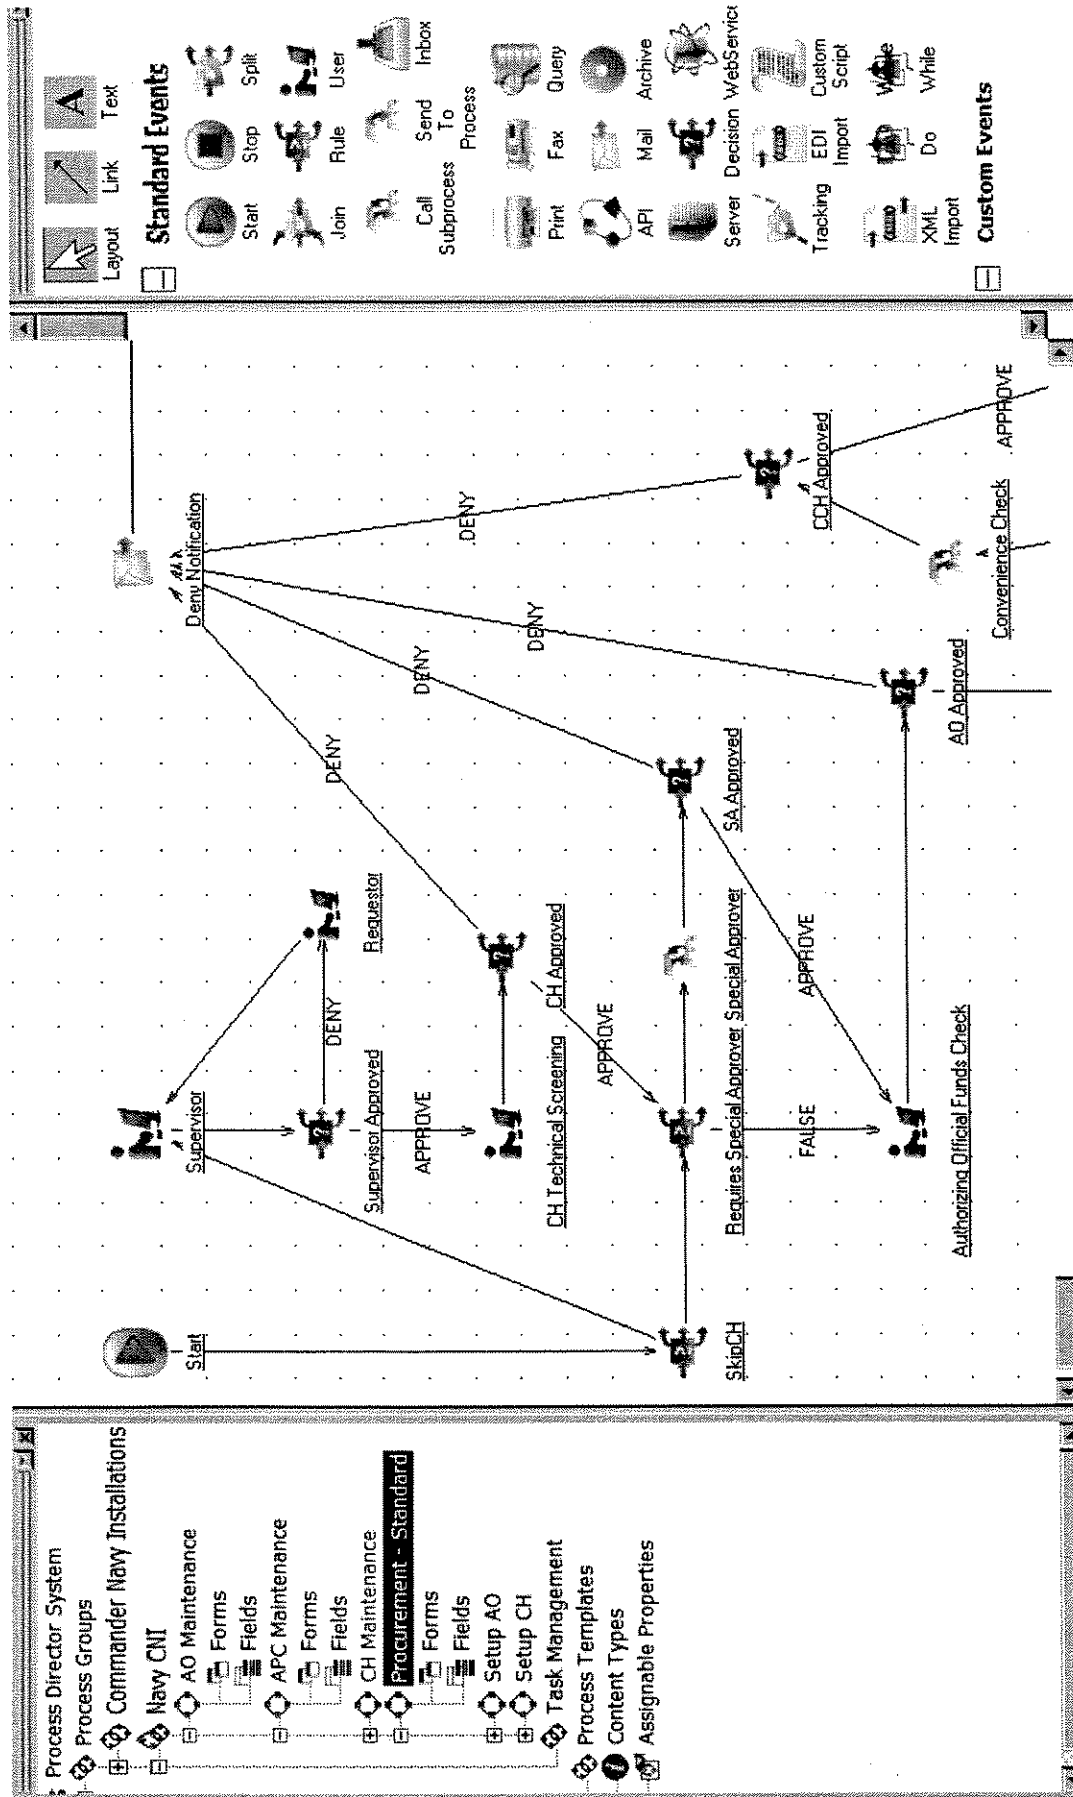 Process Director System
Process Groups
Commander Navy Installations
Navy CNI
AO Maintenance
Forms
Fields
APC Maintenance
Forms
Fields
CH Maintenance
Procurement - Standard
Forms
Fields
Setup AO
Setup CH
Task Management
Process Templates
Content Types
Assignable Properties
Start
Supervisor
Deny Notification
DENY
Requestor
Supervisor Approved
APPROVE
DENY
DENY
DENY
DENY
CH Technical Screening
CH Approved
APPROVE
SkipCH
Requires Special Approver
Special Approver
SA Approved
CCH Approved
FALSE
APPROVE
APPROVE
Authorizing Official Funds Check
AO Approved
Convenience Check
Layout
Link
Text
A
Standard Events
Start
Stop
Split
Join
Rule
User
Call Subprocess
Send To Process
Inbox
Print
Fax
Query
API
Mail
Archive
Server
Decision
WebServic
Tracking
EDI Import
Custom Script
XML Import
Do
While
Custom Events